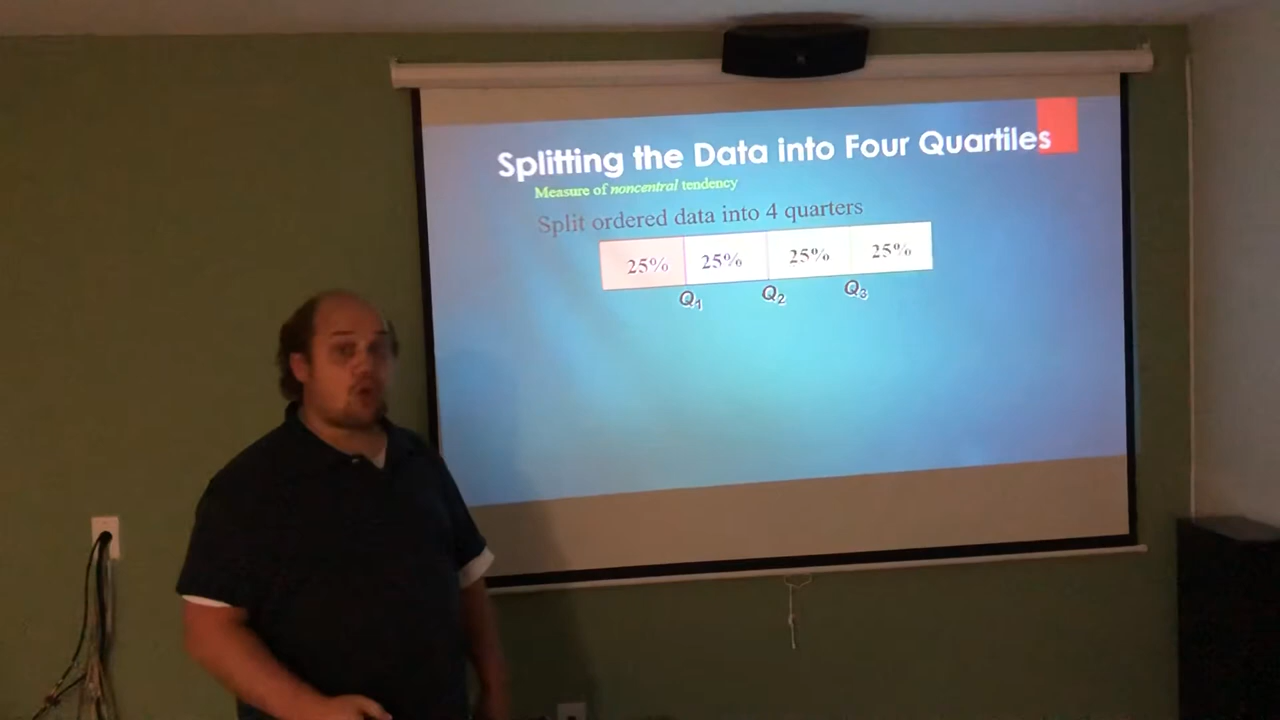 Splitting the Data into Four Quartiles
Measure of noncentral tendency
Split ordered data into 4 quarters
25% 25% 25% 25%
Q1 Q2 Q3